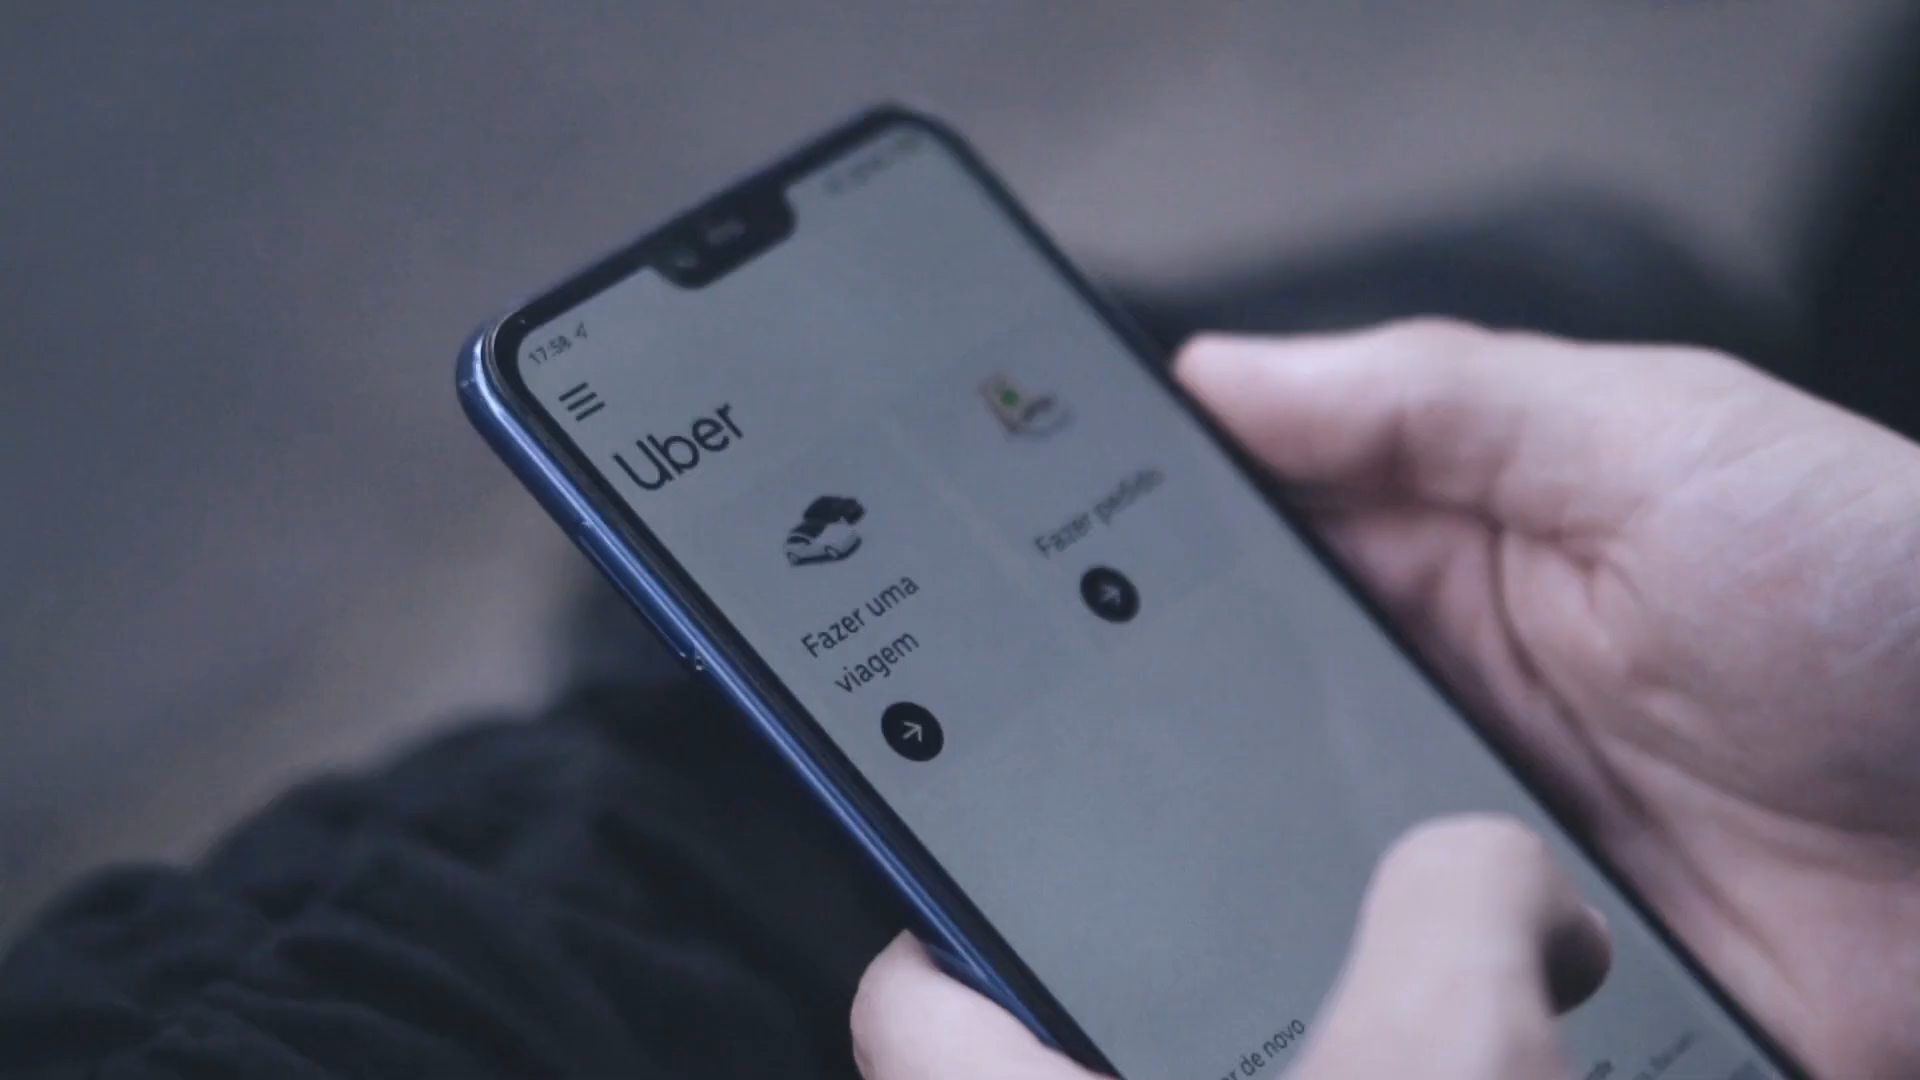 17:58
Uber
Fazer uma
viagem
Fazer pedido
de novo